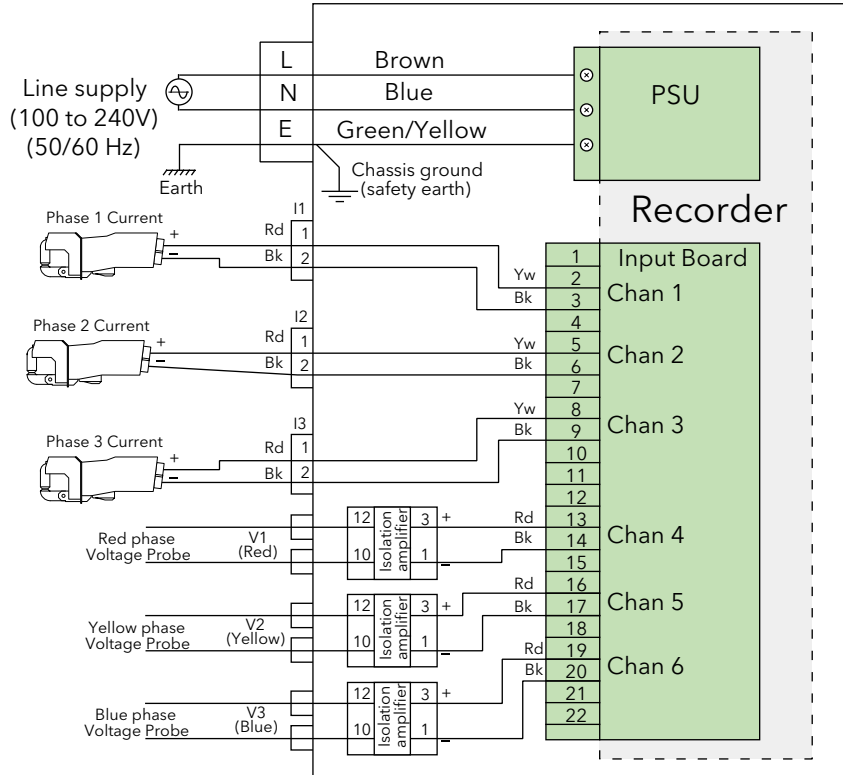 L
Brown
Line supply
(100 to 240V)
(50/60 Hz)
N
Blue
E
Green/Yellow
Earth
Chassis ground
(safety earth)
PSU
Recorder
Input Board
Phase 1 Current
+
–
Rd
Bk
I1
1
2
Yw
Bk
Phase 2 Current
+
–
Rd
Bk
I2
1
2
Yw
Bk
Phase 3 Current
+
–
Rd
Bk
I3
1
2
Yw
Bk
1
2
3
4
5
6
7
8
9
10
11
12
13
14
15
16
17
18
19
20
21
22
Chan 1
Chan 2
Chan 3
Chan 4
Chan 5
Chan 6
Red phase
Voltage Probe
V1
(Red)
12
10
Isolation
amplifier
3 +
1 –
Rd
Bk
Yellow phase
Voltage Probe
V2
(Yellow)
12
10
Isolation
amplifier
3 +
1 –
Rd
Bk
Blue phase
Voltage Probe
V3
(Blue)
12
10
Isolation
amplifier
3 +
1 –
Rd
Bk